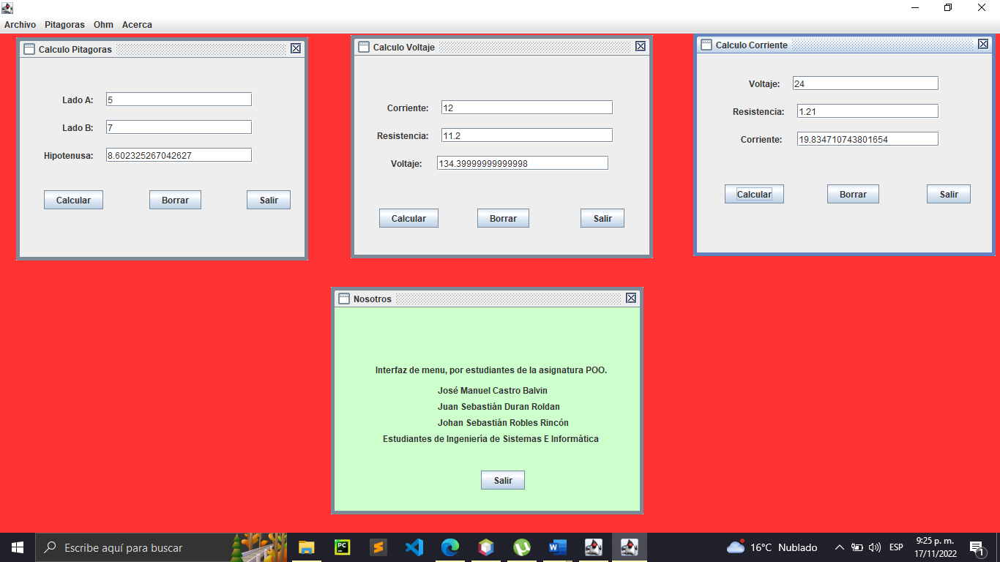 Archivo Pitagoras Ohm Acerca
Calculo Pitagoras
Lado A: 5
Lado B: 7
Hipotenusa: 8.602325267042627
Calcular Borrar Salir
Calculo Voltaje
Corriente: 12
Resistencia: 11.2
Voltaje: 134.39999999999998
Calcular Borrar Salir
Calculo Corriente
Voltaje: 24
Resistencia: 1.21
Corriente: 19.834710743801654
Calcular Borrar Salir
Nosotros
Interfaz de menu, por estudiantes de la asignatura POO.
José Manuel Castro Balvin
Juan Sebastián Duran Roldan
Johan Sebastián Robles Rincón
Estudiantes de Ingeniería de Sistemas E Informática
Salir
Escribe aquí para buscar
PC
16°C Nublado
ESP
9:25 p. m.
17/11/2022
1